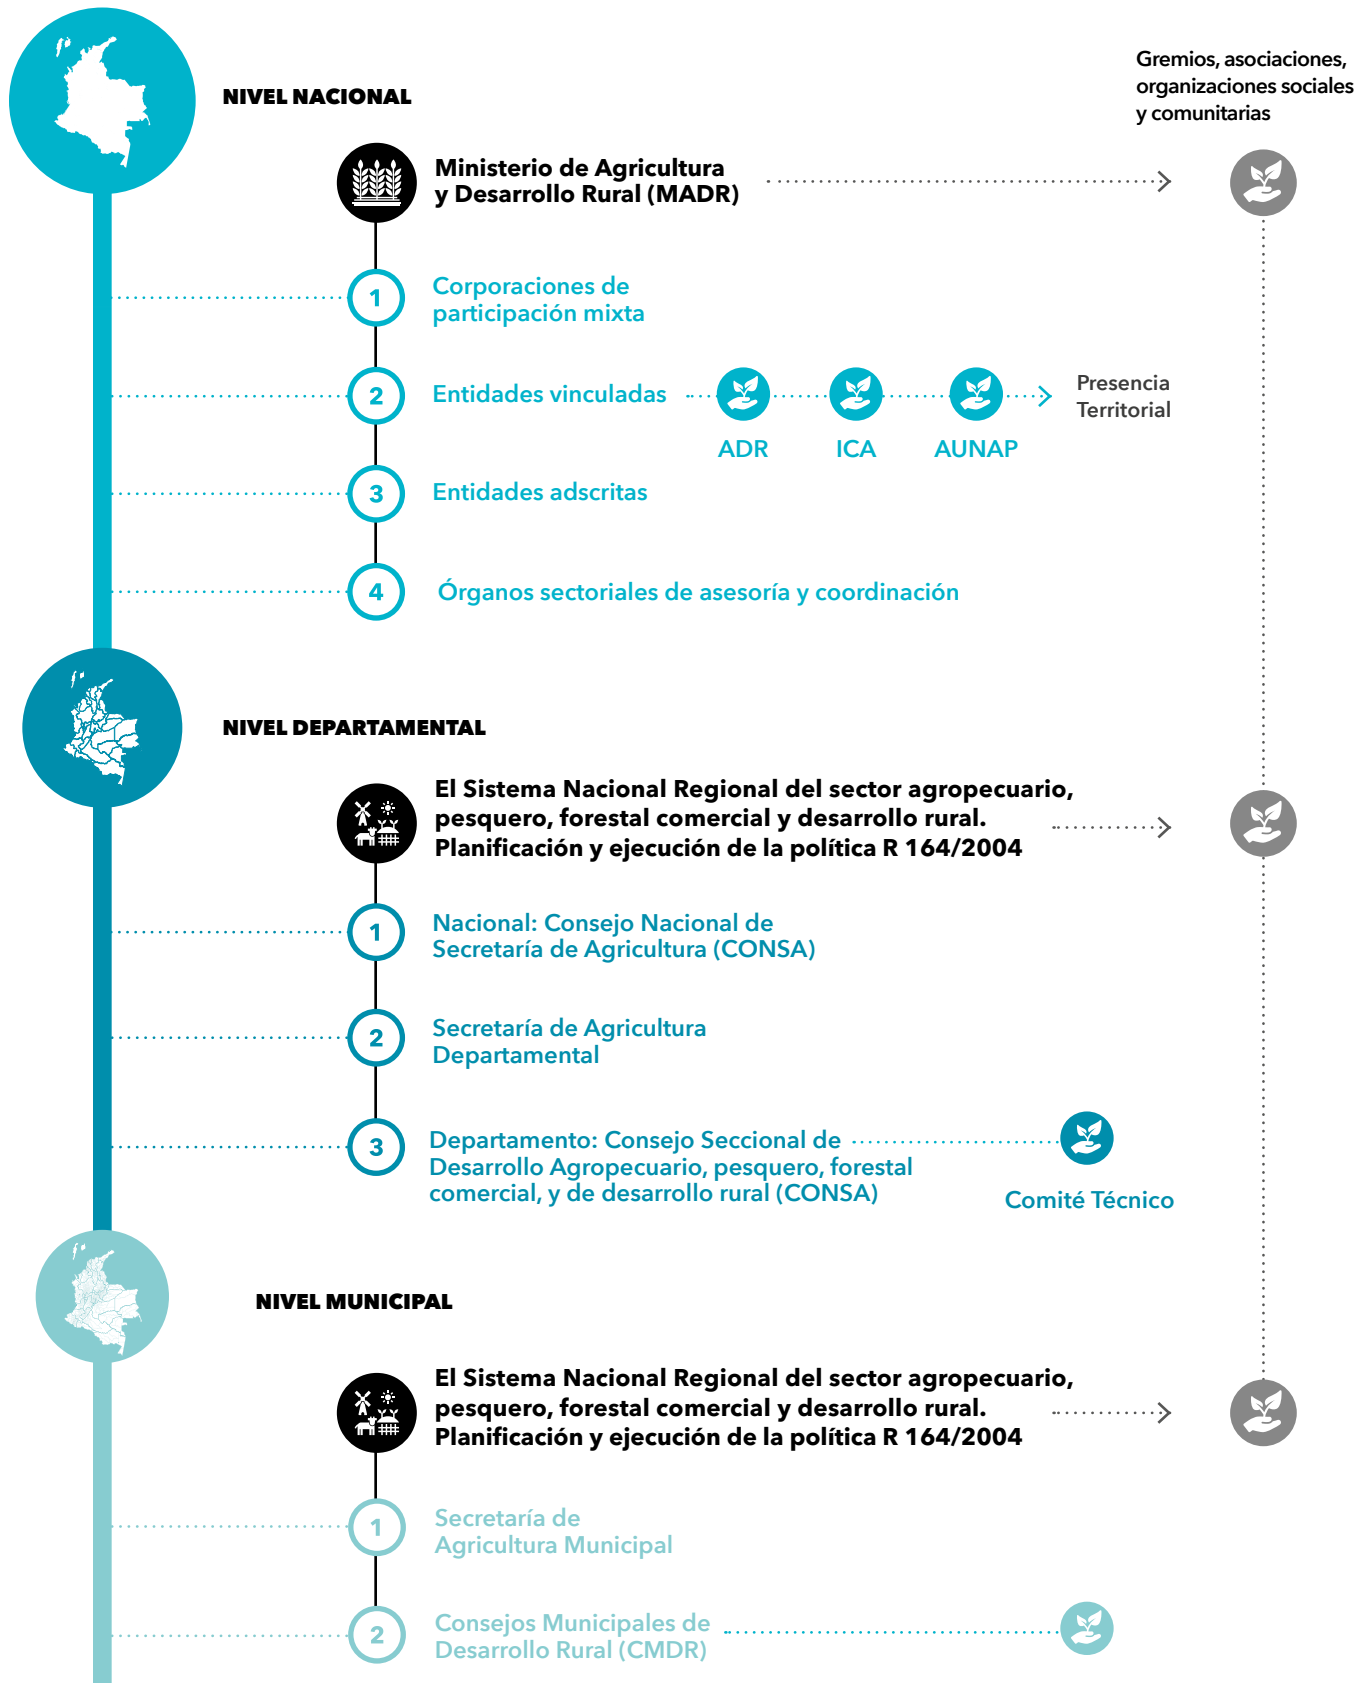 Gremios, asociaciones,
organizaciones sociales
y comunitarias
NIVEL NACIONAL
Ministerio de Agricultura
y Desarrollo Rural (MADR)
1
Corporaciones de
participación mixta
2
Entidades vinculadas
ADR
ICA
AUNAP
Presencia
Territorial
3
Entidades adscritas
4
Órganos sectoriales de asesoría y coordinación
NIVEL DEPARTAMENTAL
El Sistema Nacional Regional del sector agropecuario,
pesquero, forestal comercial y desarrollo rural.
Planificación y ejecución de la política R 164/2004
1
Nacional: Consejo Nacional de
Secretaría de Agricultura (CONSA)
2
Secretaría de Agricultura
Departamental
3
Departamento: Consejo Seccional de
Desarrollo Agropecuario, pesquero, forestal
comercial, y de desarrollo rural (CONSA)
Comité Técnico
NIVEL MUNICIPAL
El Sistema Nacional Regional del sector agropecuario,
pesquero, forestal comercial y desarrollo rural.
Planificación y ejecución de la política R 164/2004
1
Secretaría de
Agricultura Municipal
2
Consejos Municipales de
Desarrollo Rural (CMDR)